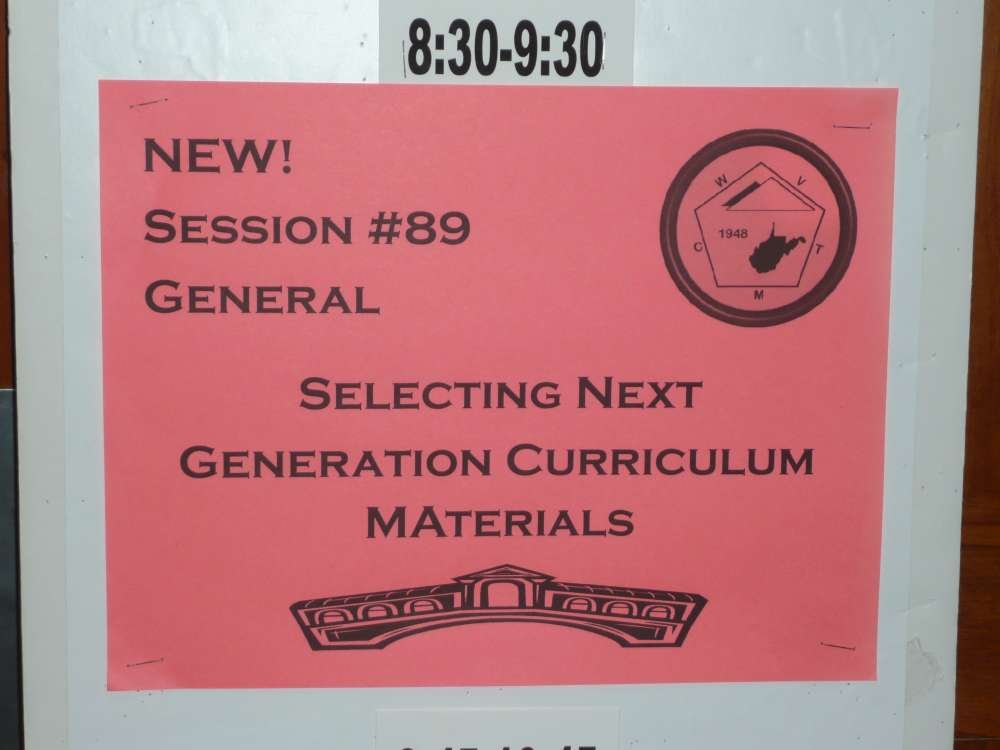 8:30-9:30
NEW!
SESSION #89
GENERAL
W V
1948
C T
M
SELECTING NEXT
GENERATION CURRICULUM
MATERIALS